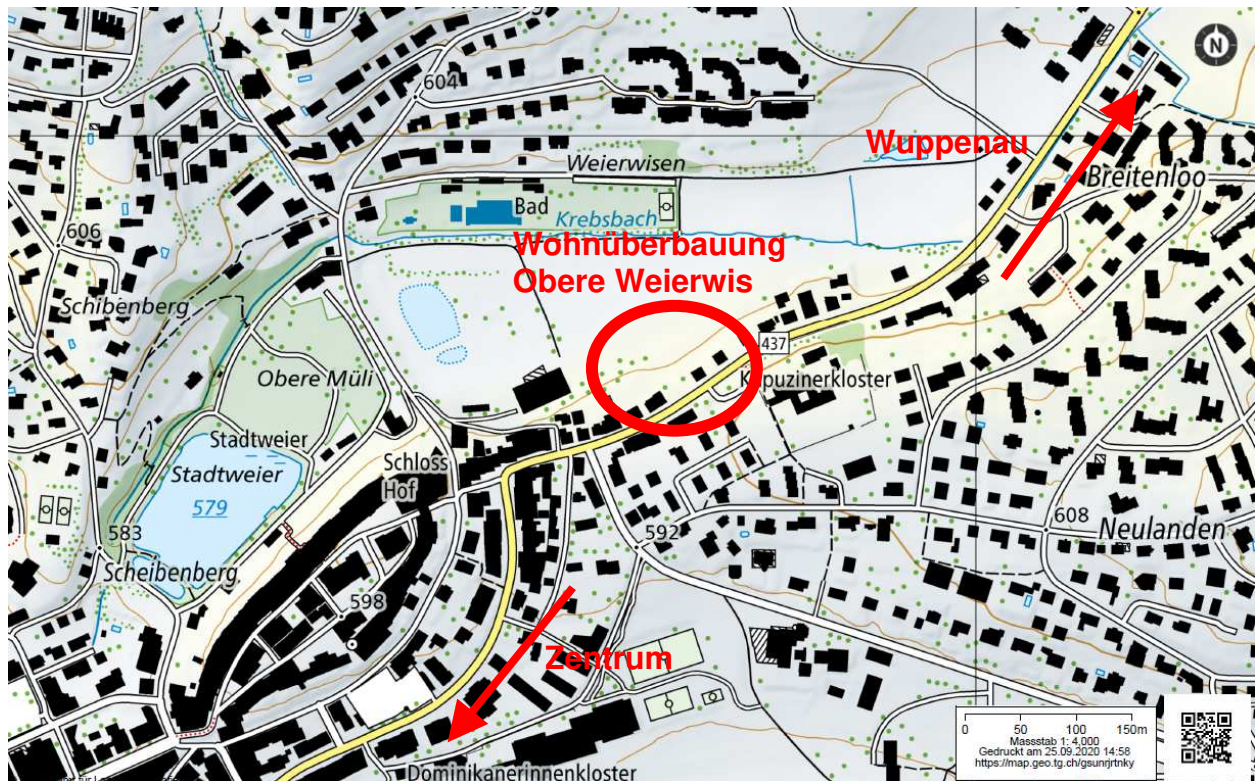 N
604
Weierwisen
Wuppenau
Breitenloo
Bad
Krebsbach
606
Wohnüberbauung
Obere Weierwis
Schibenberg
437
Obere Müli
Kapuzinerkloster
Stadtweier
Schloss
Hof
Stadtweier
579
583
592
608
Neulanden
Scheibenberg
598
Zentrum
Dominikanerinnenkloster
0 50 100 150m
Massstab 1: 4,000
Gedruckt am 25.09.2020 14:58
https://map.geo.tg.ch/gsunrjrtnky